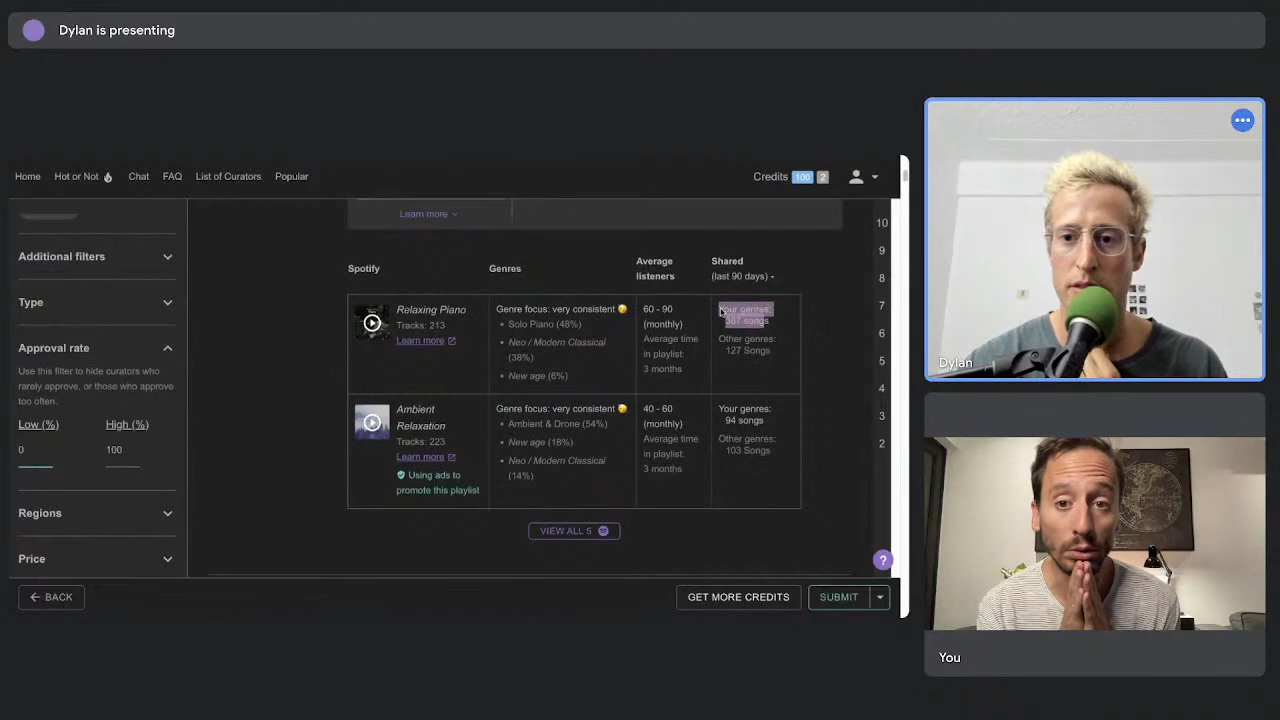 Dylan is presenting
Home Hot or Not Chat FAQ List of Curators Popular
Credits 100 2
Additional filters
Type
Approval rate
Use this filter to hide curators who
rarely approve, or those who approve
too often.
Low (%) High (%)
0 100
Regions
Price
BACK
Learn more
Spotify
Genres
Average
listeners
Shared
(last 90 days)
Relaxing Piano
Tracks: 213
Learn more
Genre focus: very consistent
• Solo Piano (48%)
• Neo / Modern Classical
(38%)
• New age (6%)
60 - 90
(monthly)
Average time
in playlist:
3 months
Your genres:
367 songs
Other genres:
127 Songs
Ambient
Relaxation
Tracks: 223
Learn more
Using ads to
promote this playlist
Genre focus: very consistent
• Ambient & Drone (54%)
• New age (18%)
• Neo / Modern Classical
(14%)
40 - 60
(monthly)
Average time
in playlist:
3 months
Your genres:
94 songs
Other genres:
103 Songs
VIEW ALL 5
10
9
8
7
6
5
4
3
2
?
GET MORE CREDITS
SUBMIT
Dylan
You